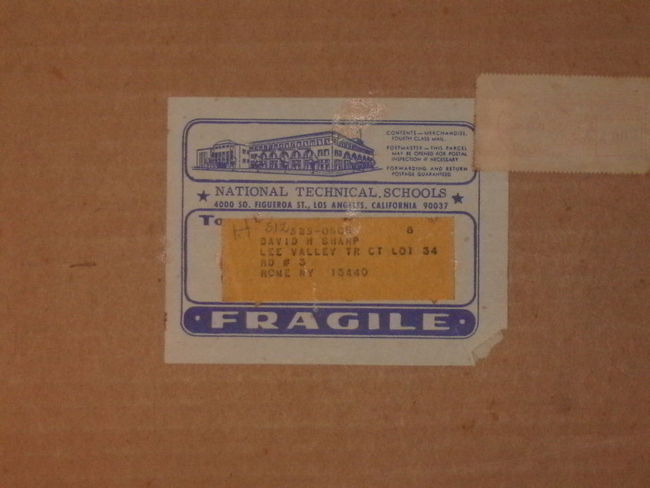 CONTENTS — MERCHANDISE,
FOURTH CLASS MAIL.
POSTMASTER — THIS PARCEL
MAY BE OPENED FOR POSTAL
INSPECTION IF NECESSARY
FORWARDING AND RETURN
POSTAGE GUARANTEED
★ NATIONAL TECHNICAL SCHOOLS ★
4000 SO. FIGUEROA ST., LOS ANGELES, CALIFORNIA 90037
To
H 312 8
DAVID H SHARP
LEE VALLEY TR CT LOT 34
RD # 3
ROME NY 13440
· FRAGILE ·